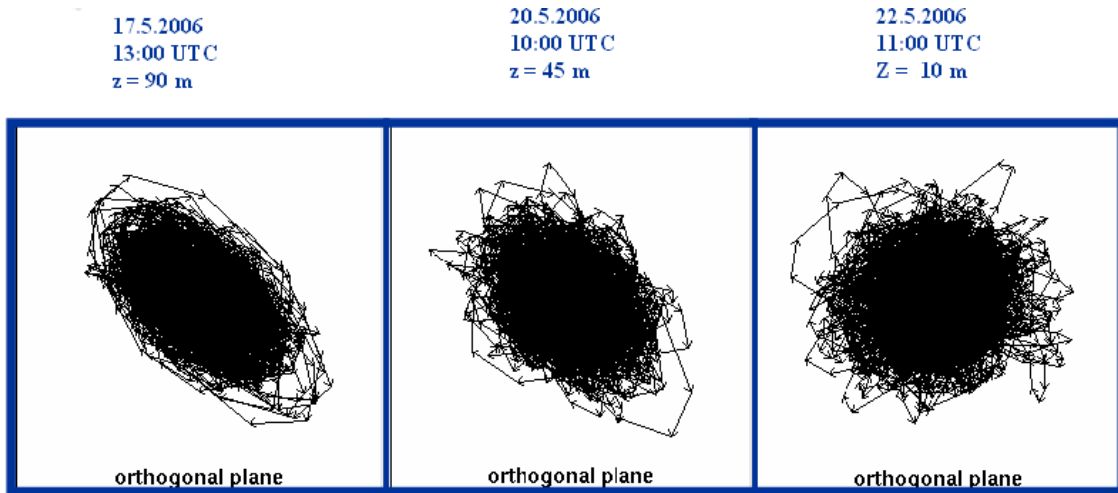 17.5.2006
13:00 UTC
z = 90 m
20.5.2006
10:00 UTC
z = 45 m
22.5.2006
11:00 UTC
Z = 10 m
orthogonal plane
orthogonal plane
orthogonal plane